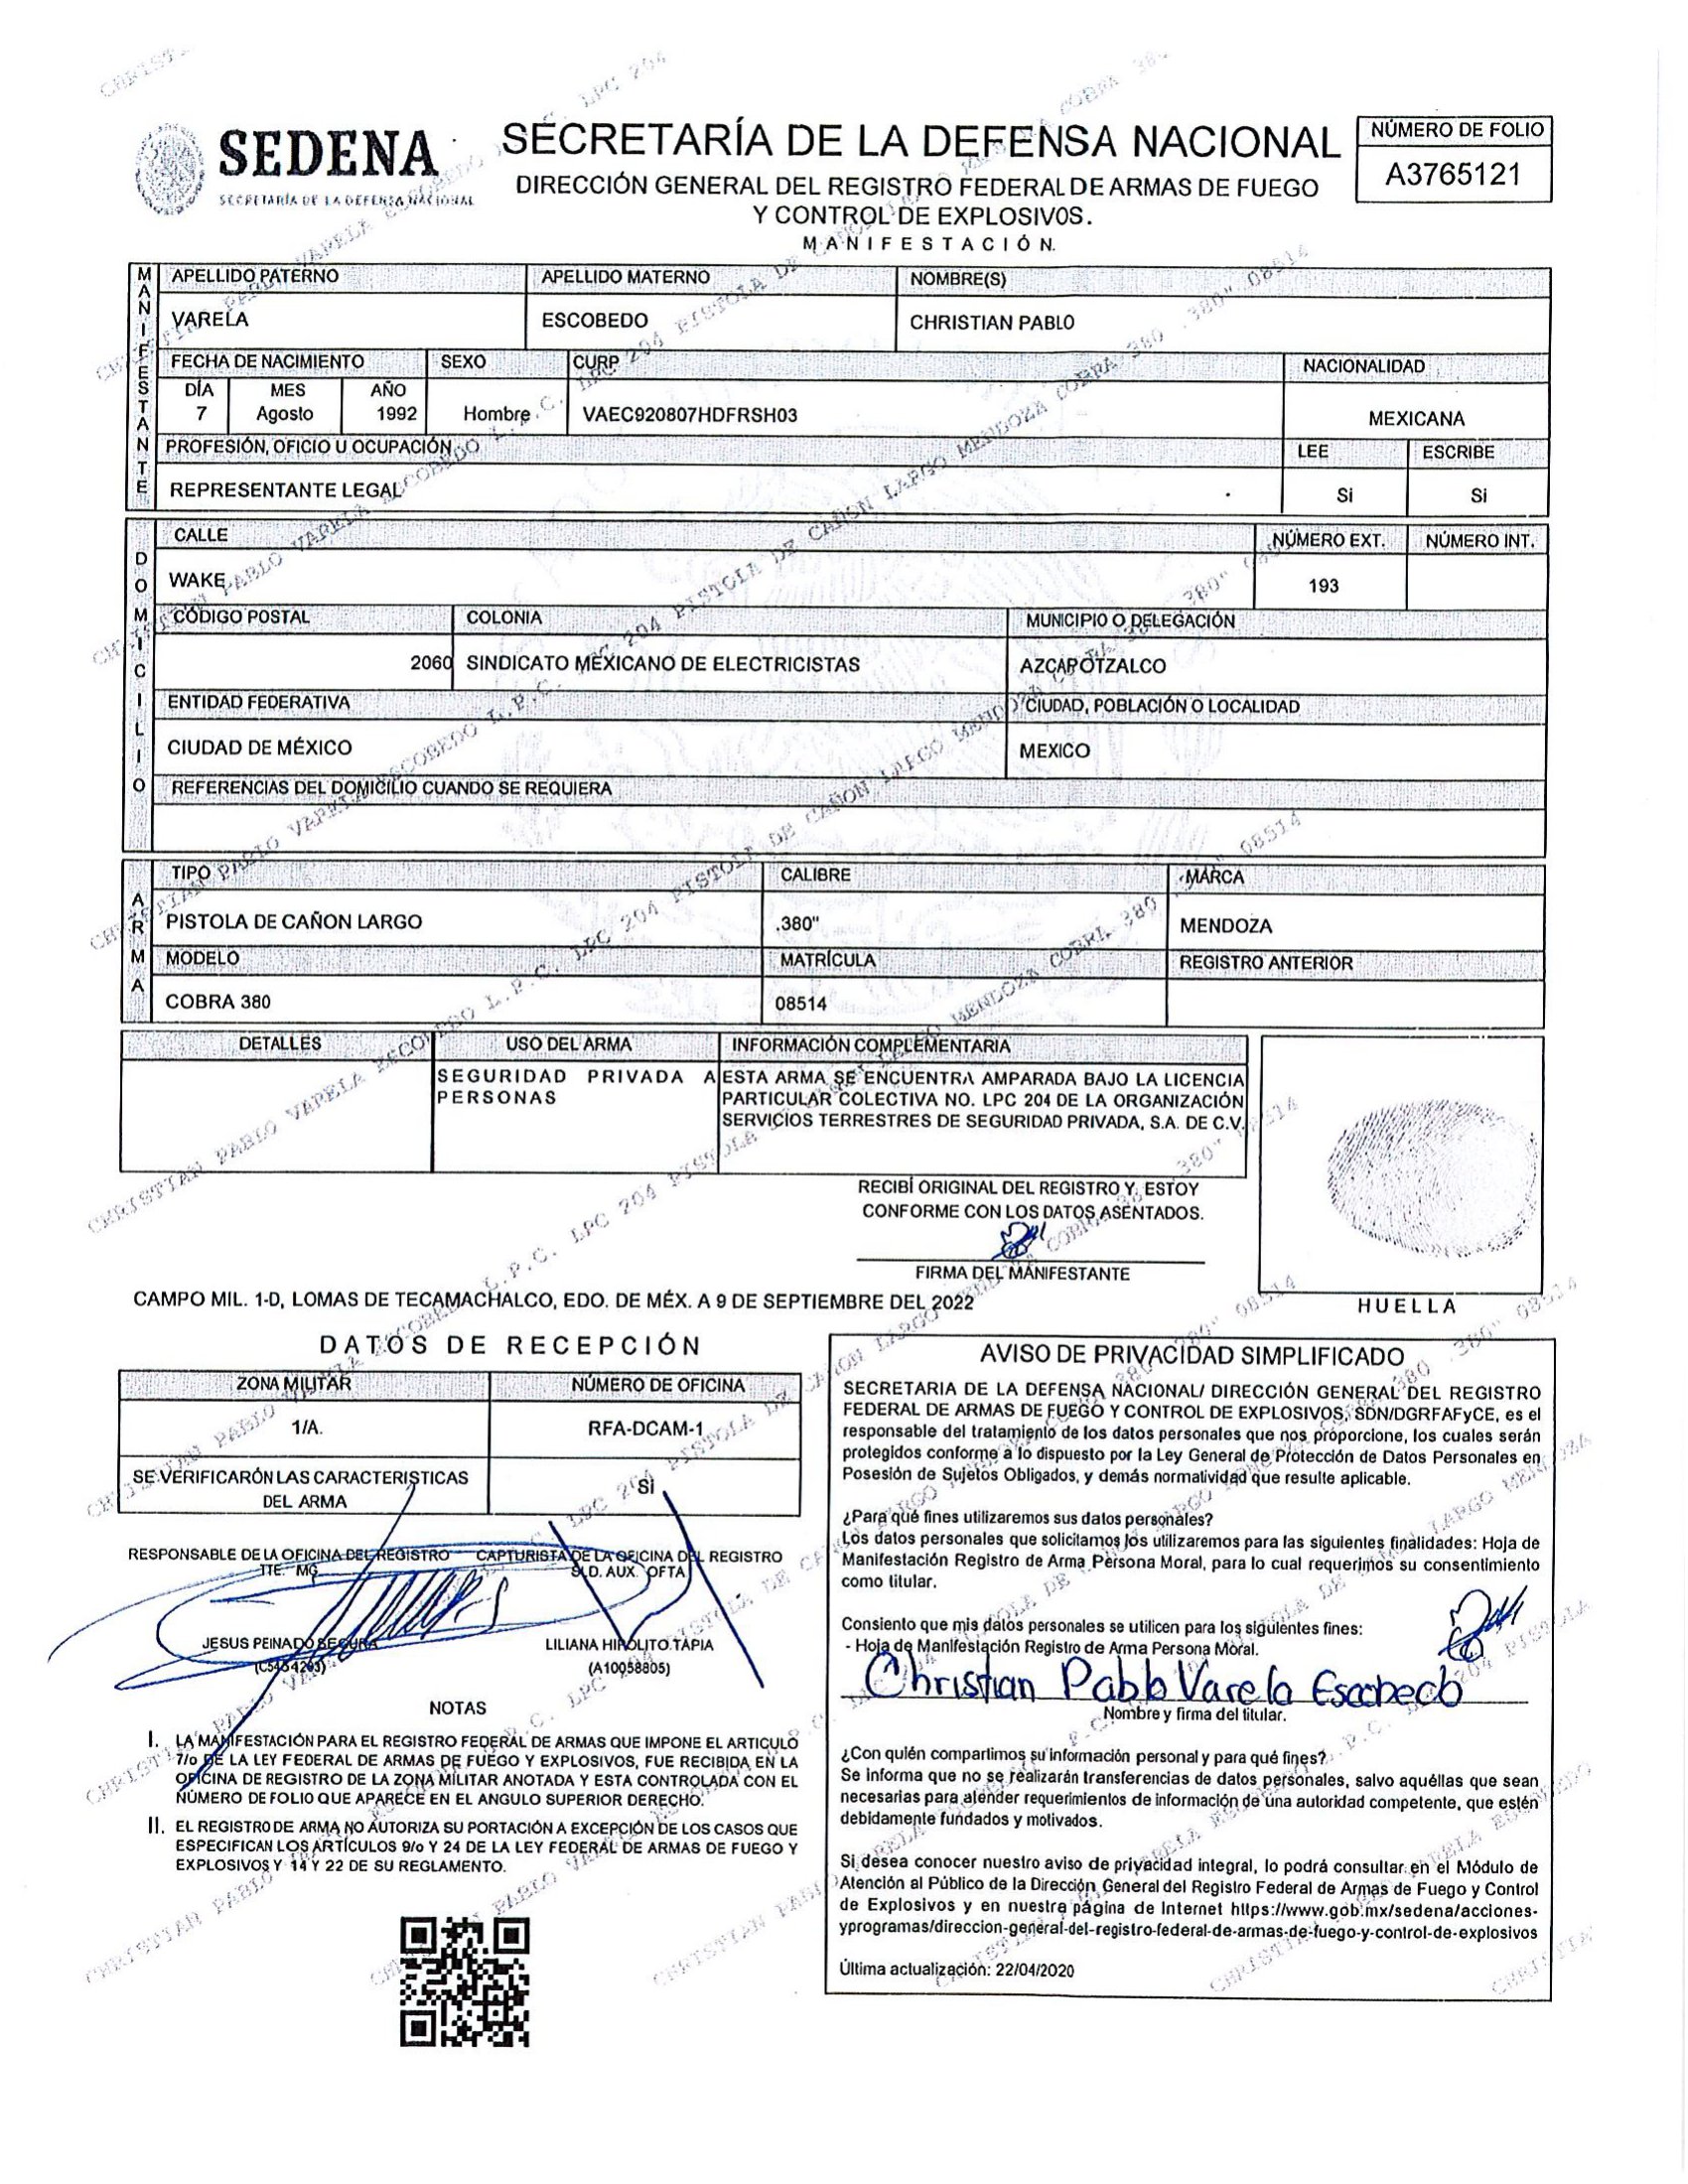 SEDENA
SECRETARÍA DE LA DEFENSA NACIONAL
SECRETARÍA DE LA DEFENSA NACIONAL
DIRECCIÓN GENERAL DEL REGISTRO FEDERAL DE ARMAS DE FUEGO
Y CONTROL DE EXPLOSIVOS.
MANIFESTACIÓN
NÚMERO DE FOLIO
A3765121
MANIFESTANTE
APELLIDO PATERNO APELLIDO MATERNO NOMBRE(S)
VARELA ESCOBEDO CHRISTIAN PABLO
FECHA DE NACIMIENTO SEXO CURP NACIONALIDAD
DÍA MES AÑO
7 Agosto 1992 Hombre VAEC920807HDFRSH03 MEXICANA
PROFESIÓN, OFICIO U OCUPACIÓN LEE ESCRIBE
REPRESENTANTE LEGAL Si Si
DOMICILIO
CALLE NÚMERO EXT. NÚMERO INT.
WAKE 193
CÓDIGO POSTAL COLONIA MUNICIPIO O DELEGACIÓN
2060 SINDICATO MEXICANO DE ELECTRICISTAS AZCAPOTZALCO
ENTIDAD FEDERATIVA CIUDAD, POBLACIÓN O LOCALIDAD
CIUDAD DE MÉXICO MEXICO
REFERENCIAS DEL DOMICILIO CUANDO SE REQUIERA
ARMA
TIPO CALIBRE MARCA
PISTOLA DE CAÑON LARGO .380" MENDOZA
MODELO MATRÍCULA REGISTRO ANTERIOR
COBRA 380 08514
DETALLES USO DEL ARMA INFORMACIÓN COMPLEMENTARIA
SEGURIDAD PRIVADA A PERSONAS
ESTA ARMA SE ENCUENTRA AMPARADA BAJO LA LICENCIA
PARTICULAR COLECTIVA NO. LPC 204 DE LA ORGANIZACIÓN
SERVICIOS TERRESTRES DE SEGURIDAD PRIVADA, S.A. DE C.V.
RECIBÍ ORIGINAL DEL REGISTRO Y ESTOY
CONFORME CON LOS DATOS ASENTADOS.
FIRMA DEL MANIFESTANTE
HUELLA
CAMPO MIL. 1-D, LOMAS DE TECAMACHALCO, EDO. DE MÉX. A 9 DE SEPTIEMBRE DEL 2022
DATOS DE RECEPCIÓN
ZONA MILITAR NÚMERO DE OFICINA
1/A. RFA-DCAM-1
SE VERIFICARÓN LAS CARACTERISTICAS
DEL ARMA
SI
RESPONSABLE DE LA OFICINA DEL REGISTRO CAPTURISTA DE LA OFICINA DEL REGISTRO
TTE. MG. SLD. AUX. OFTA
JESUS PEINADO SEGURA LILIANA HIPOLITO TAPIA
(A10058805)
NOTAS
I. LA MANIFESTACIÓN PARA EL REGISTRO FEDERAL DE ARMAS QUE IMPONE EL ARTICULO
7/o DE LA LEY FEDERAL DE ARMAS DE FUEGO Y EXPLOSIVOS, FUE RECIBIDA EN LA
OFICINA DE REGISTRO DE LA ZONA MILITAR ANOTADA Y ESTA CONTROLADA CON EL
NÚMERO DE FOLIO QUE APARECE EN EL ANGULO SUPERIOR DERECHO.
II. EL REGISTRO DE ARMA NO AUTORIZA SU PORTACIÓN A EXCEPCIÓN DE LOS CASOS QUE
ESPECIFICAN LOS ARTÍCULOS 9/o Y 24 DE LA LEY FEDERAL DE ARMAS DE FUEGO Y
EXPLOSIVOS Y 14 Y 22 DE SU REGLAMENTO.
AVISO DE PRIVACIDAD SIMPLIFICADO
SECRETARIA DE LA DEFENSA NACIONAL/ DIRECCIÓN GENERAL DEL REGISTRO
FEDERAL DE ARMAS DE FUEGO Y CONTROL DE EXPLOSIVOS, SDN/DGRFAFyCE, es el
responsable del tratamiento de los datos personales que nos proporcione, los cuales serán
protegidos conforme a lo dispuesto por la Ley General de Protección de Datos Personales en
Posesión de Sujetos Obligados, y demás normatividad que resulte aplicable.
¿Para qué fines utilizaremos sus datos personales?
Los datos personales que solicitamos los utilizaremos para las siguientes finalidades: Hoja de
Manifestación Registro de Arma Persona Moral, para lo cual requerimos su consentimiento
como titular.
Consiento que mis datos personales se utilicen para los siguientes fines:
- Hoja de Manifestación Registro de Arma Persona Moral.
Christian Pablo Varela Escobedo
Nombre y firma del titular.
¿Con quién compartimos su información personal y para qué fines?
Se informa que no se realizarán transferencias de datos personales, salvo aquéllas que sean
necesarias para atender requerimientos de información de una autoridad competente, que estén
debidamente fundados y motivados.
Si desea conocer nuestro aviso de privacidad integral, lo podrá consultar en el Módulo de
Atención al Público de la Dirección General del Registro Federal de Armas de Fuego y Control
de Explosivos y en nuestra página de Internet https://www.gob.mx/sedena/acciones-
yprogramas/direccion-general-del-registro-federal-de-armas-de-fuego-y-control-de-explosivos
Última actualización: 22/04/2020